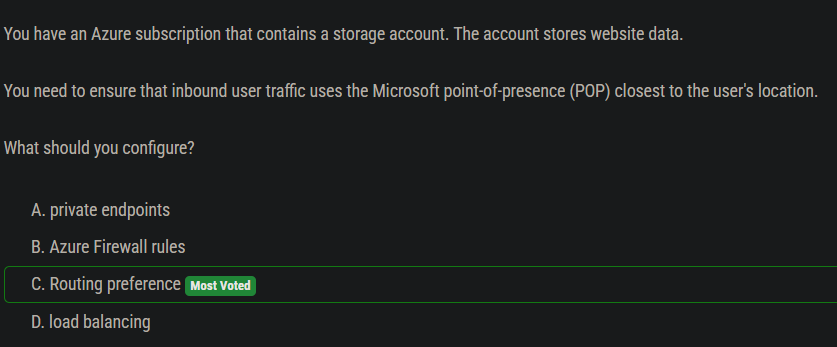 You have an Azure subscription that contains a storage account. The account stores website data.
You need to ensure that inbound user traffic uses the Microsoft point-of-presence (POP) closest to the user's location.
What should you configure?
A. private endpoints
B. Azure Firewall rules
C. Routing preference Most Voted
D. load balancing